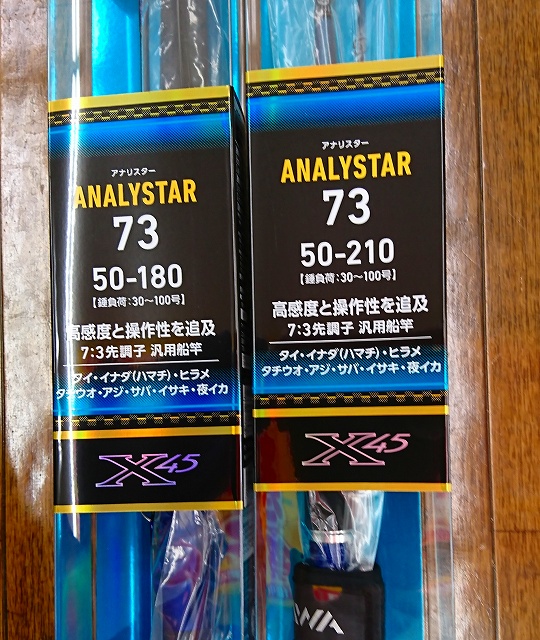 アナリスター
ANALYSTAR
73
50-180
【錘負荷:30〜100号】
高感度と操作性を追及
7:3先調子 汎用船竿
タイ・イナダ(ハマチ)・ヒラメ
タチウオ・アジ・サバ・イサキ・夜イカ
X45
アナリスター
ANALYSTAR
73
50-210
【錘負荷:30〜100号】
高感度と操作性を追及
7:3先調子 汎用船竿
タイ・イナダ(ハマチ)・ヒラメ
タチウオ・アジ・サバ・イサキ・夜イカ
X45